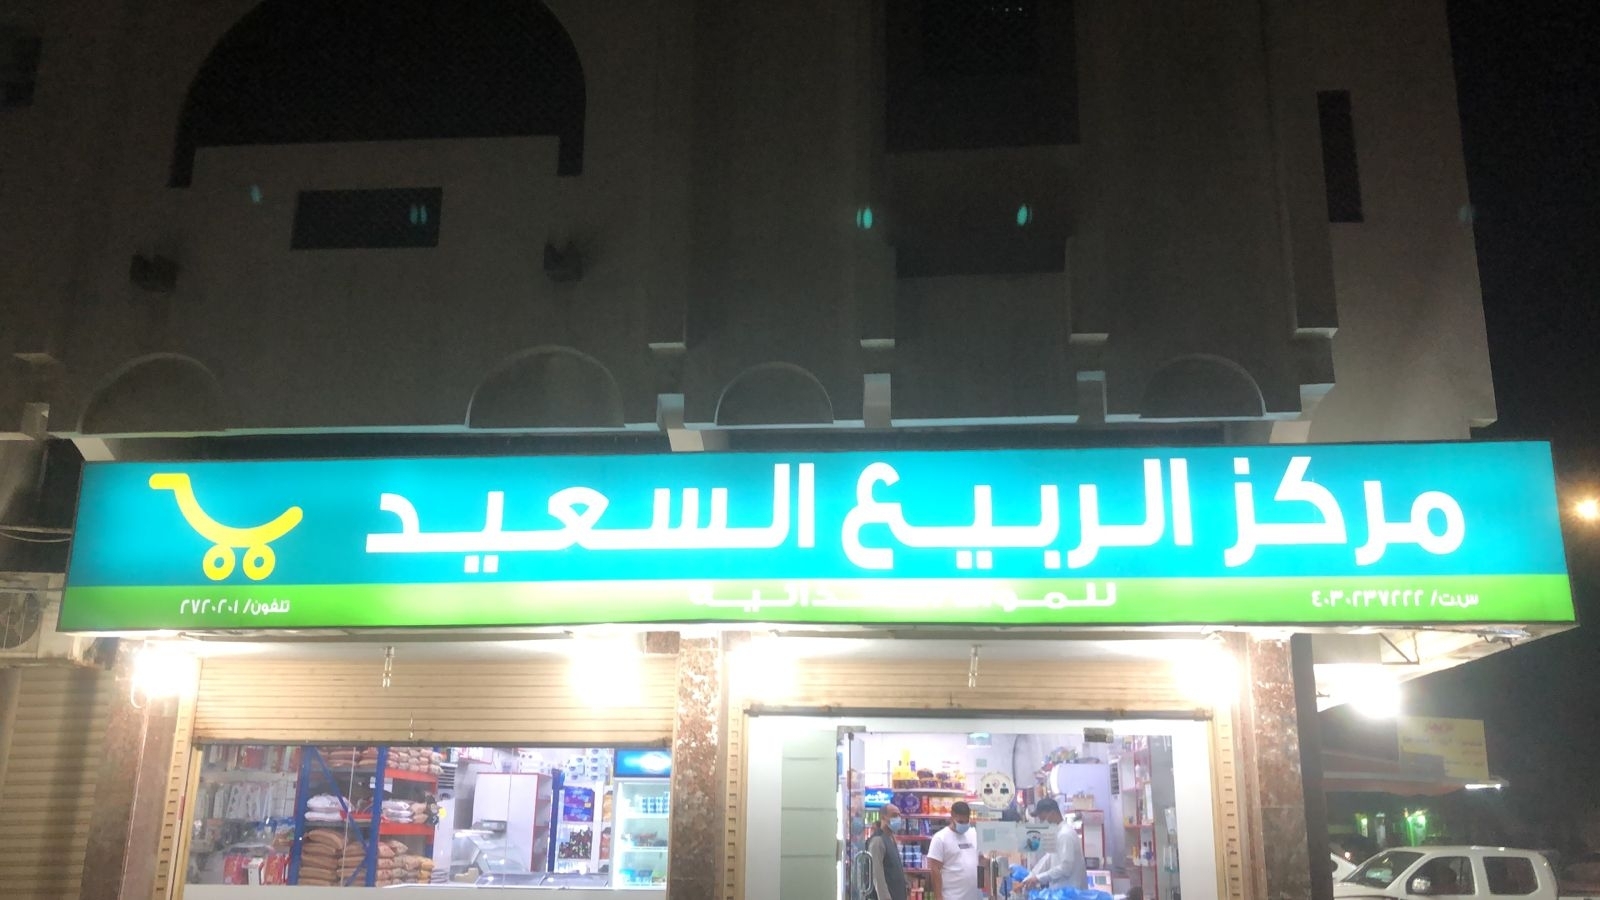 مركز الربيع السعيد
س.ت/ ٤٠٣٠٢٣٧٢٢٢
تلفون/ ٢٧٢٠٢٠١